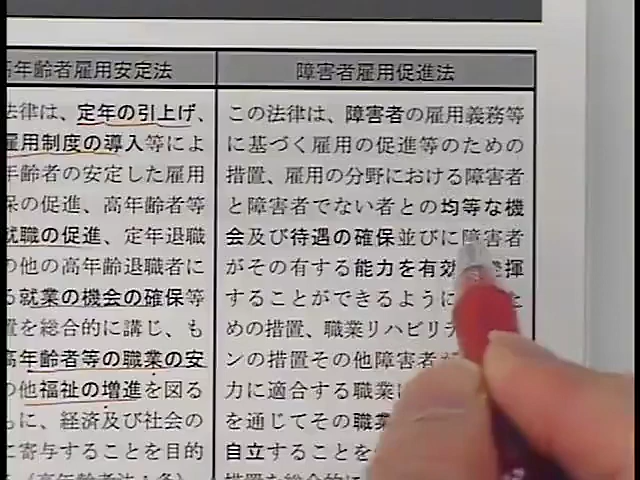 年齢者雇用安定法
法律は、定年の引上げ、
雇用制度の導入等によ
年齢者の安定した雇用
保の促進、高年齢者等
就職の促進、定年退職
の他の高年齢退職者に
る就業の機会の確保等
置を総合的に講じ、も
高年齢者等の職業の安
の他福祉の増進を図る
もに、経済及び社会の
に寄与することを目的
障害者雇用促進法
この法律は、障害者の雇用義務等
に基づく雇用の促進等のための
措置、雇用の分野における障害者
と障害者でない者との均等な機
会及び待遇の確保並びに障害者
がその有する能力を有効 揮
することができるように
めの措置、職業リハビリ
ンの措置その他障害者が
力に適合する職業に
を通じてその職業
自立することを